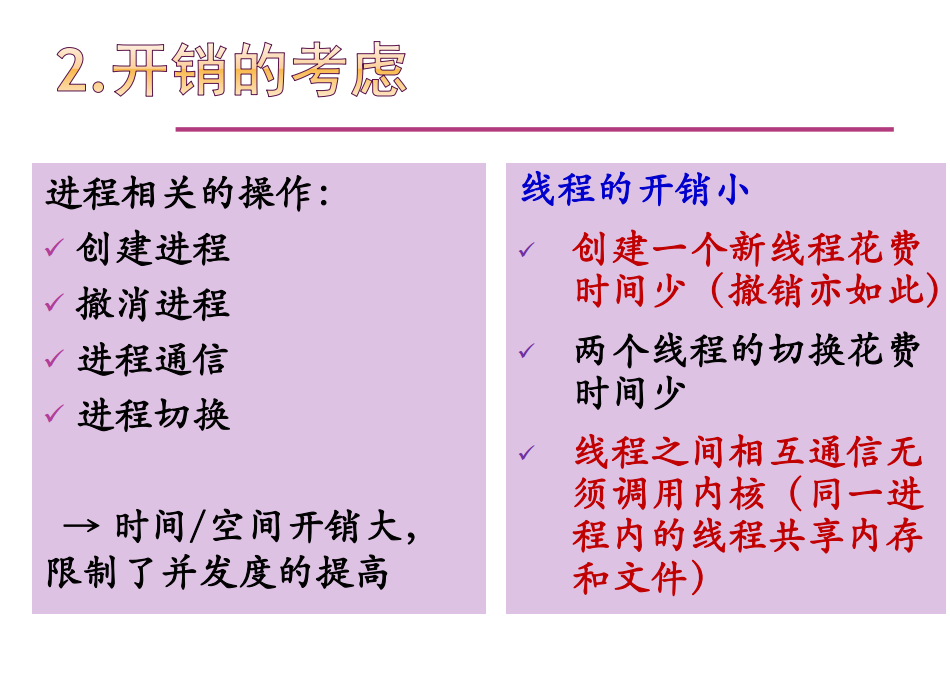 2.开销的考虑
进程相关的操作：
✓ 创建进程
✓ 撤消进程
✓ 进程通信
✓ 进程切换
→ 时间/空间开销大，
限制了并发度的提高
线程的开销小
✓ 创建一个新线程花费
时间少（撤销亦如此）
✓ 两个线程的切换花费
时间少
✓ 线程之间相互通信无
须调用内核（同一进
程内的线程共享内存
和文件）